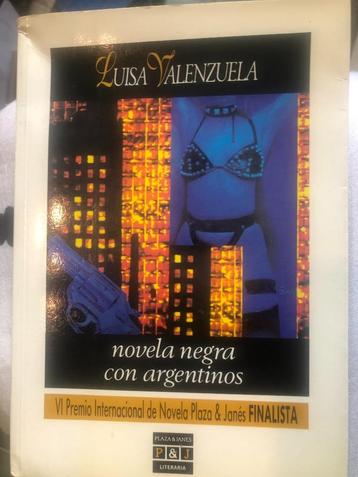 LUISA VALENZUELA
novela negra
con argentinos
VI Premio Internacional de Novela Plaza & Janés FINALISTA
PLAZA & JANES
P & J
LITERARIA